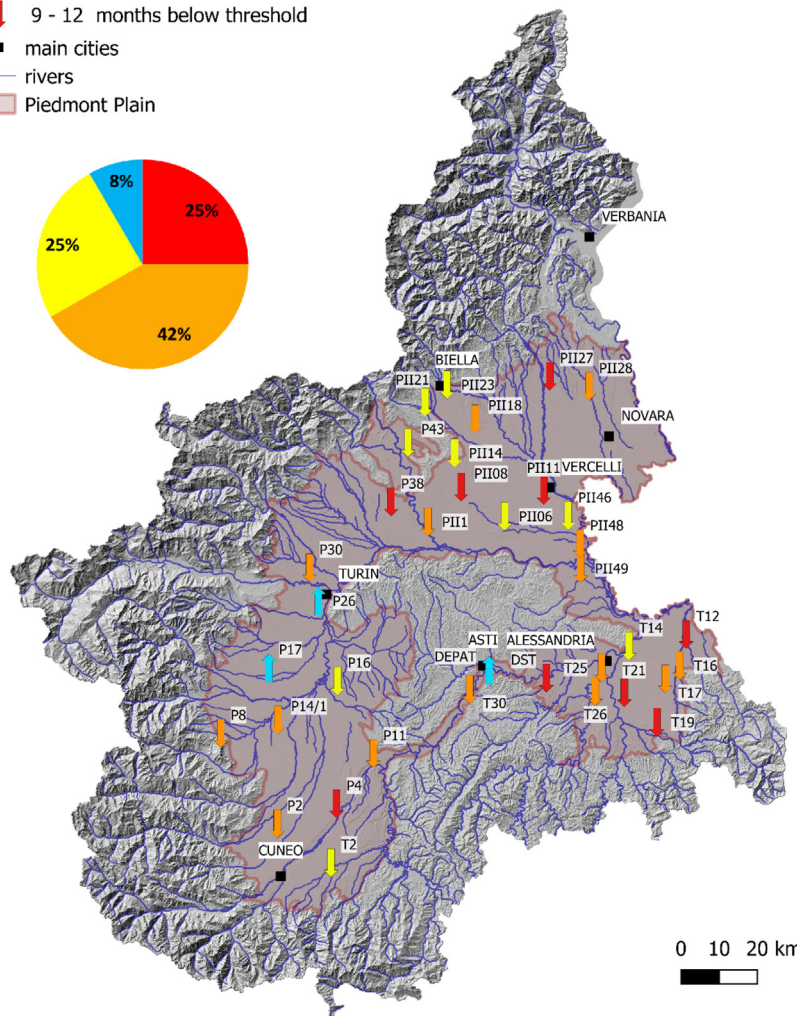 9 - 12 months below threshold
main cities
rivers
Piedmont Plain
8%
25%
25%
42%
VERBANIA
BIELLA
PII27
PII28
PII21
PII23
PII18
NOVARA
P43
PII14
PII11
VERCELLI
P38
PII08
PII46
PII1
PII06
PII48
P30
PII49
TURIN
P26
T12
T14
ASTI
ALESSANDRIA
P17
DEPAT
DST
T25
T21
T16
P16
T30
T17
P14/1
T26
T19
P8
P11
P4
P2
CUNEO
T2
0 10 20 km